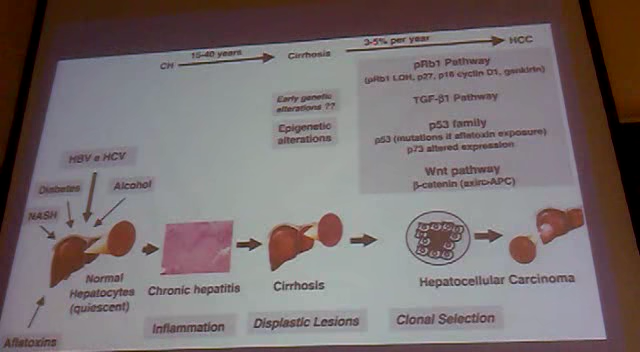 CH 15-40 years Cirrhosis 3-5% per year HCC
pRb1 Pathway
(pRb1 LOH, p27, p16 cyclin D1, gankirin)
TGF-β1 Pathway
p53 family
p53 (mutations if aflatoxin exposure)
p73 altered expression
Wnt pathway
β-catenin (axin>APC)
Early genetic
alterations ??
Epigenetic
alterations
HBV e HCV
Diabetes
Alcohol
NASH
Normal
Hepatocytes
(quiescent)
Aflatoxins
Chronic hepatitis
Cirrhosis
Hepatocellular Carcinoma
Inflammation
Displastic Lesions
Clonal Selection